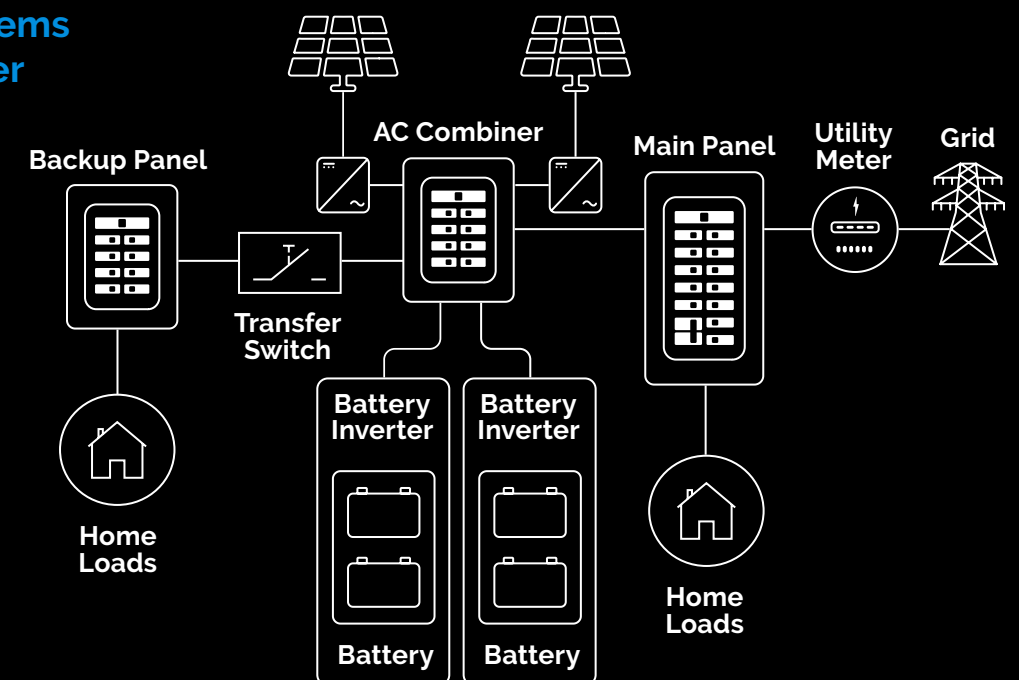 AC Combiner
Main Panel
Utility
Meter
Grid
Backup Panel
Transfer
Switch
Battery
Inverter
Battery
Inverter
Home
Loads
Home
Loads
Battery
Battery